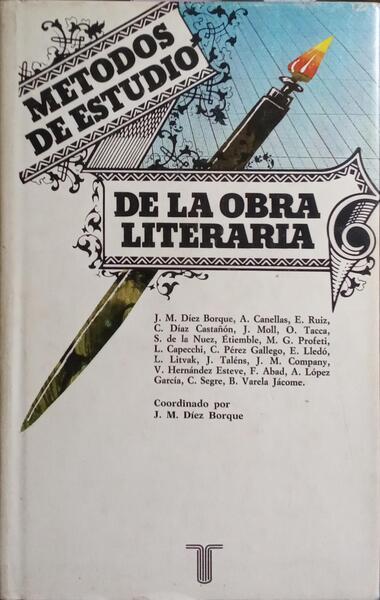 METODOS
DE ESTUDIO
DE LA OBRA
LITERARIA
J. M. Díez Borque, A. Canellas, E. Ruiz,
C. Díaz Castañón, J. Moll, O. Tacca,
S. de la Nuez, Étiemble, M. G. Profeti,
L. Capecchi, C. Pérez Gallego, E. Lledó,
L. Litvak, J. Taléns, J. M. Company,
V. Hernández Esteve, F. Abad, A. López
García, C. Segre, B. Varela Jácome.
Coordinado por
J. M. Díez Borque